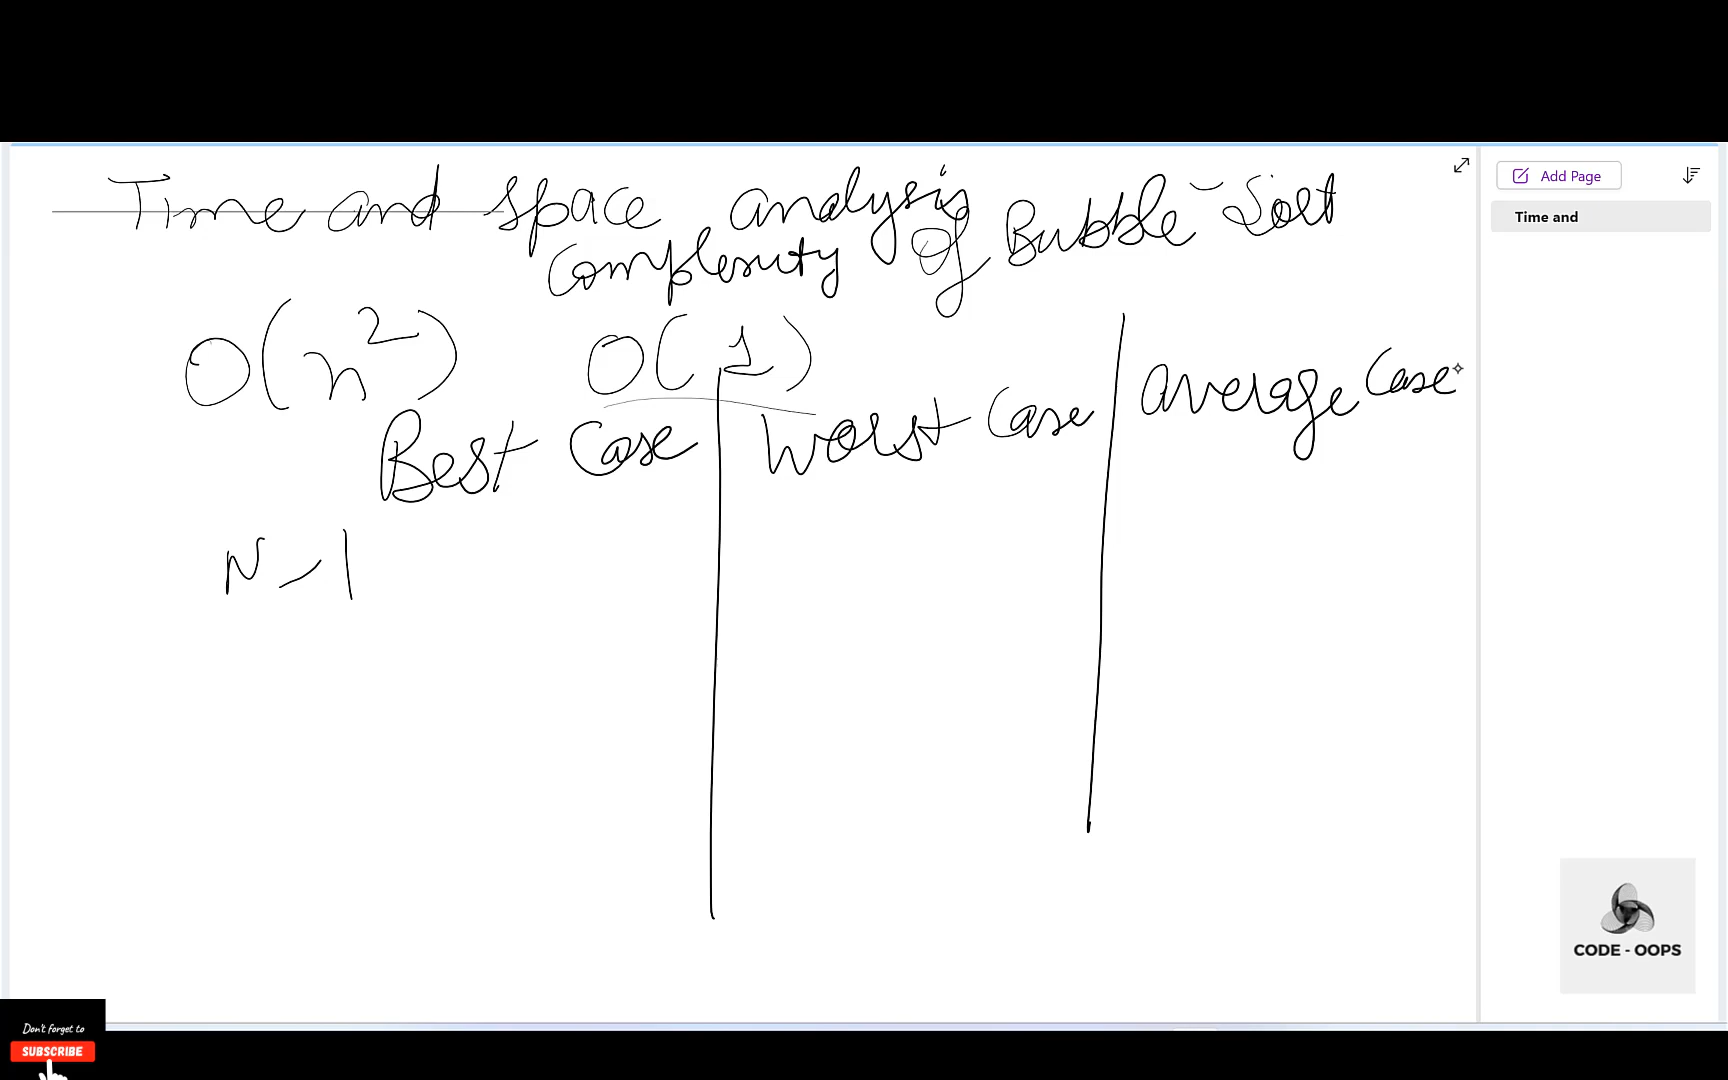 Time and space analysis
complexity of Bubble-Sort
O(n²) O(1)
Best Case
Worst Case
average Case
N-1
Add Page
Time and
CODE - OOPS
Don't forget to
SUBSCRIBE